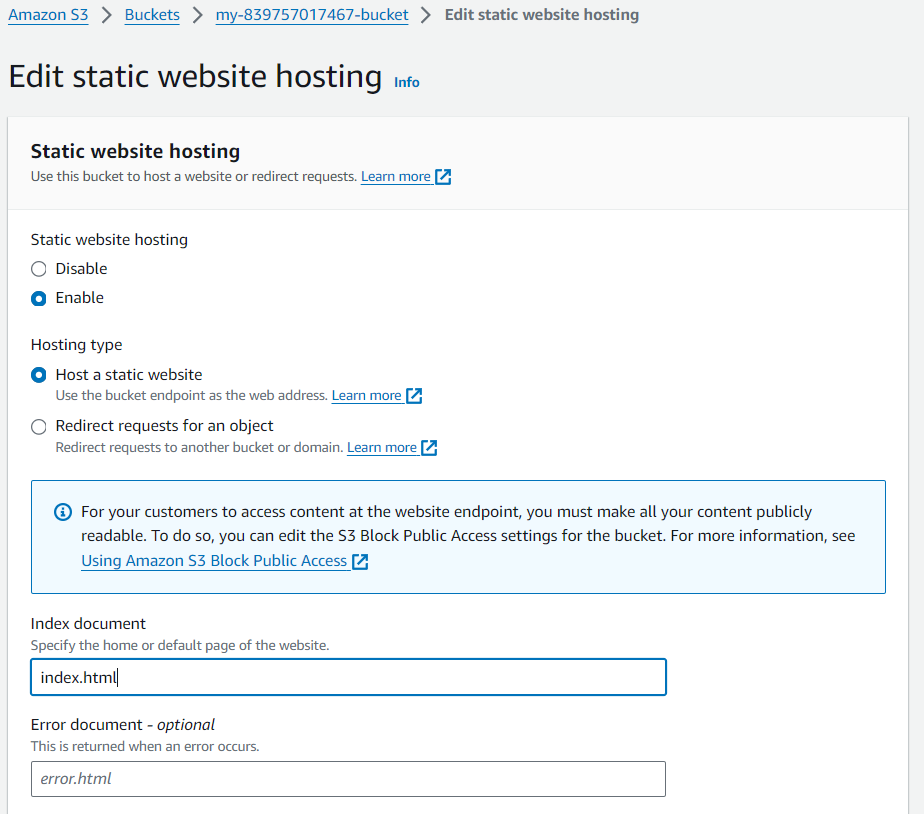 Amazon S3 > Buckets > my-839757017467-bucket > Edit static website hosting
Edit static website hosting Info
Static website hosting
Use this bucket to host a website or redirect requests. Learn more
Static website hosting
Disable
Enable
Hosting type
Host a static website
Use the bucket endpoint as the web address. Learn more
Redirect requests for an object
Redirect requests to another bucket or domain. Learn more
For your customers to access content at the website endpoint, you must make all your content publicly
readable. To do so, you can edit the S3 Block Public Access settings for the bucket. For more information, see
Using Amazon S3 Block Public Access
Index document
Specify the home or default page of the website.
index.html
Error document - optional
This is returned when an error occurs.
error.html